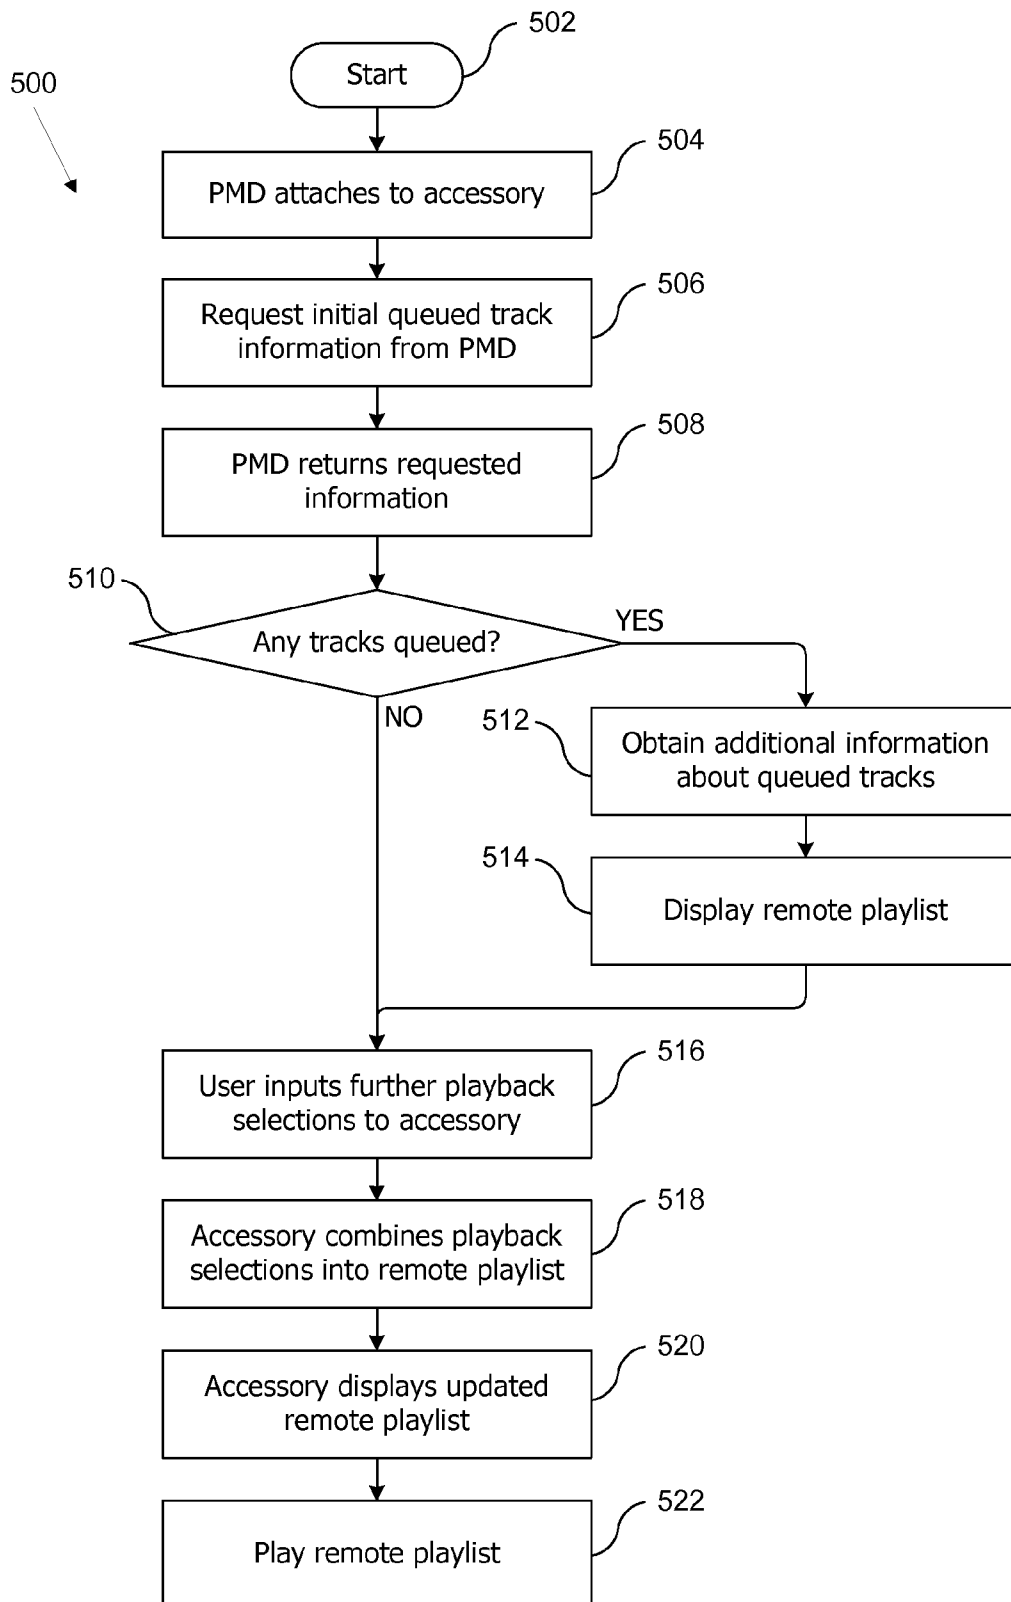 502
Start
500
504
PMD attaches to accessory
506
Request initial queued track
information from PMD
508
PMD returns requested
information
510
Any tracks queued?
YES
NO
512
Obtain additional information
about queued tracks
514
Display remote playlist
516
User inputs further playback
selections to accessory
518
Accessory combines playback
selections into remote playlist
520
Accessory displays updated
remote playlist
522
Play remote playlist